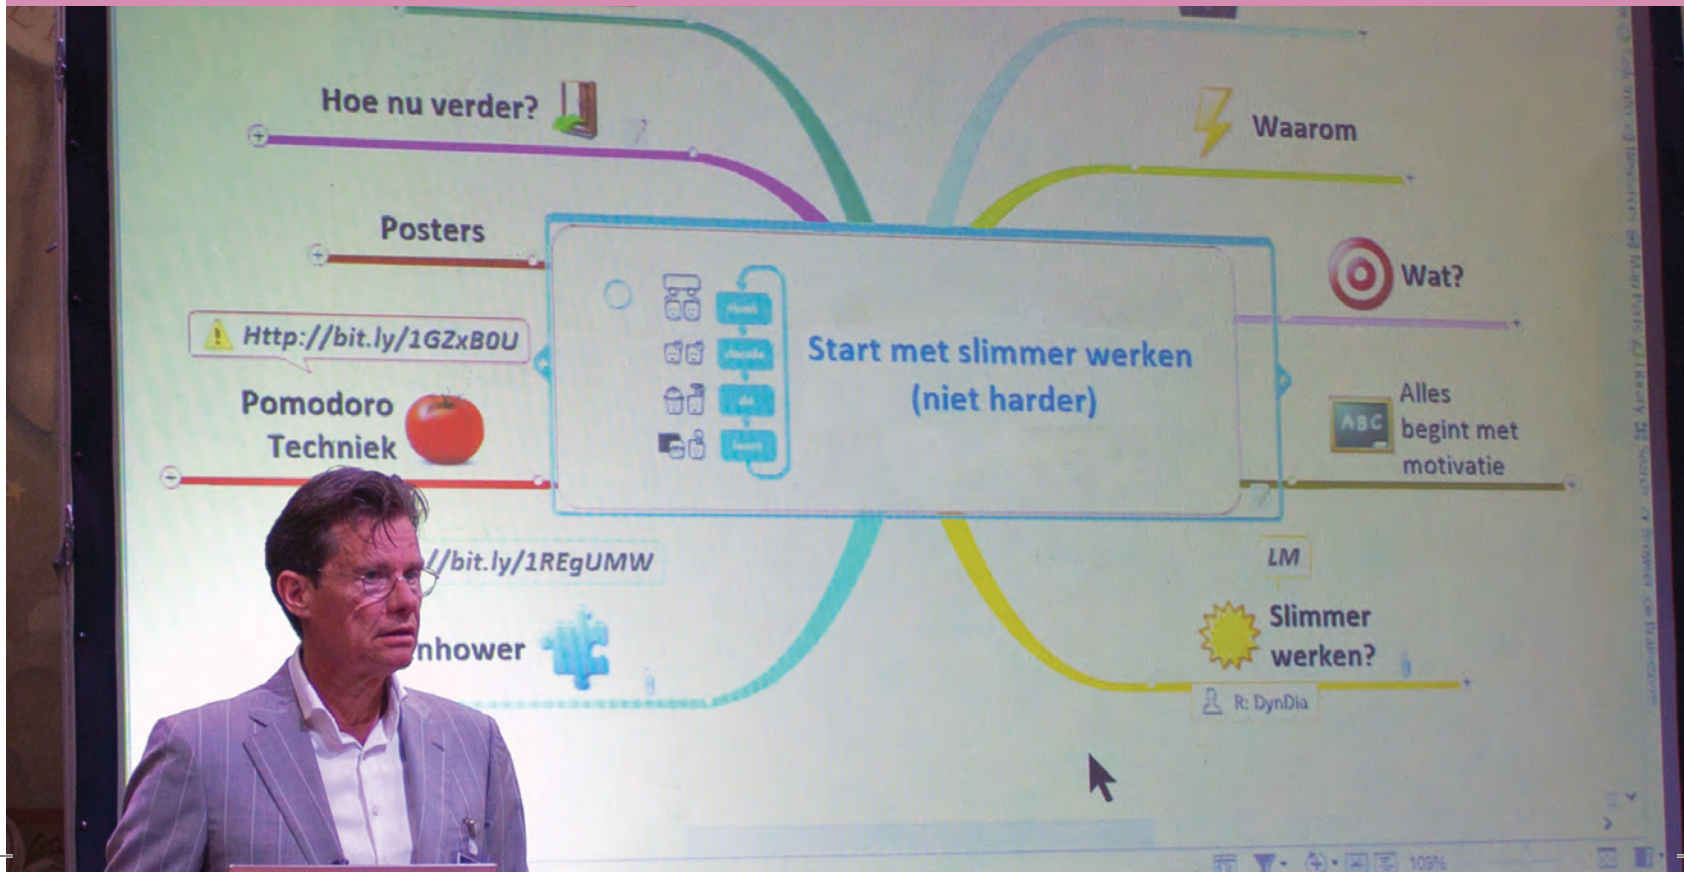 Hoe nu verder?
Waarom
Posters
Wat?
Http://bit.ly/1GZxB0U
Start met slimmer werken
(niet harder)
Pomodoro
Techniek
ABC
Alles
begint met
motivatie
//bit.ly/1REgUMW
LM
nhower
Slimmer
werken?
R: DynDia
109%